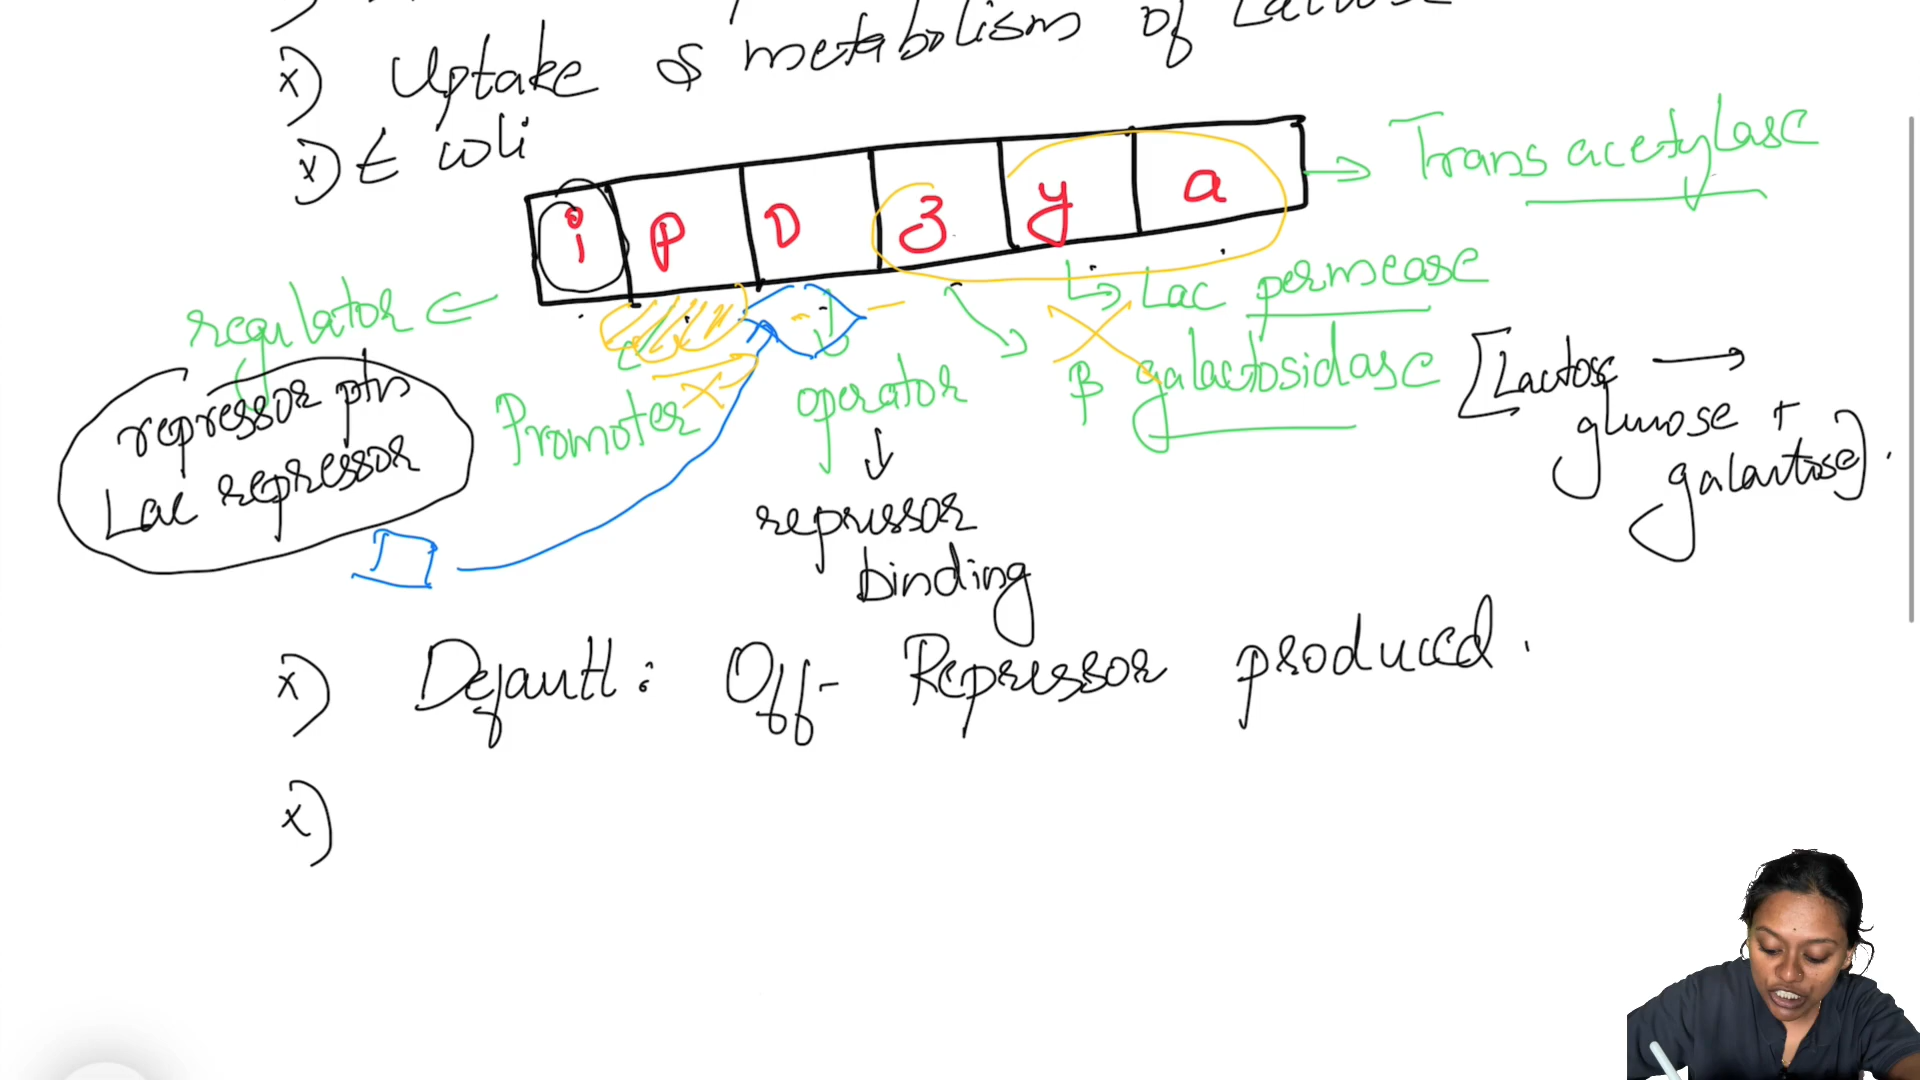 x) Uptake & metabolism of Lactose
x) E coli
i p O z y a
→ Trans acetylase
regulator
repressor ptn
Lac repressor
Promoter
operator
↓
repressor
binding
Lac permease
β galactosidase
[Lactose →
glucose +
galactose].
x) Default: Off - Repressor produced.
x)